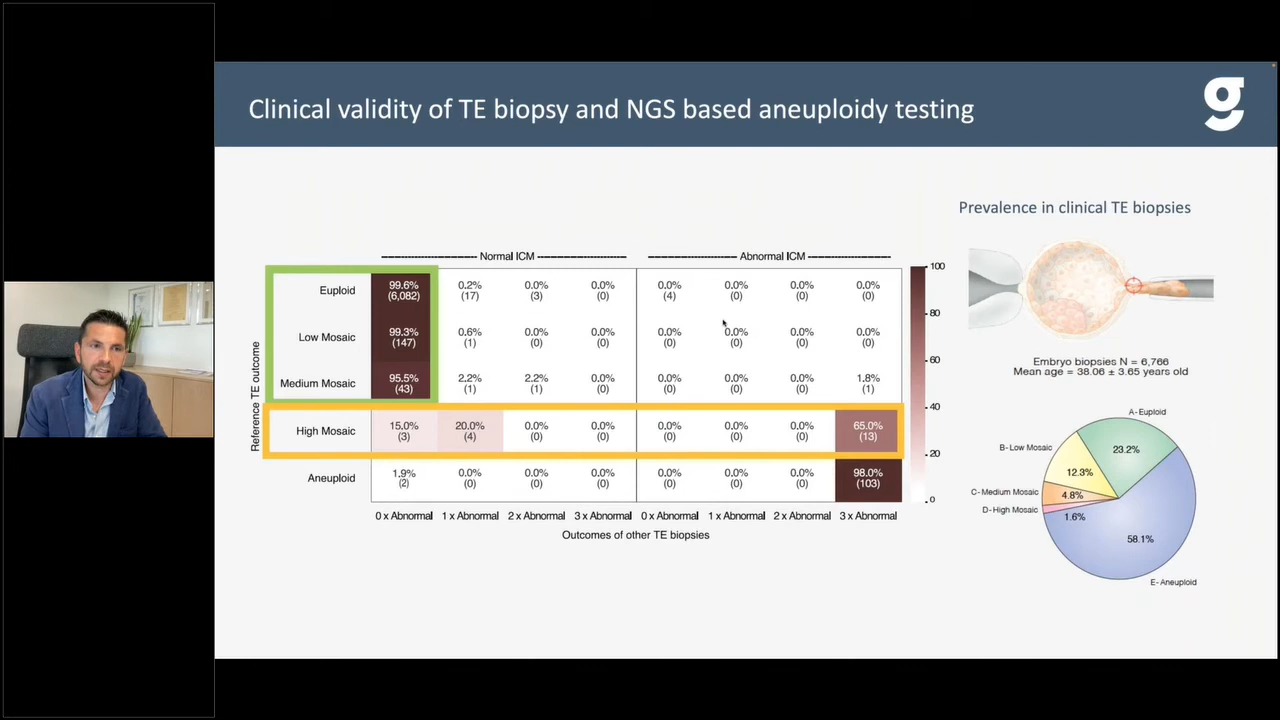 Clinical validity of TE biopsy and NGS based aneuploidy testing
g
Normal ICM
Abnormal ICM
Reference TE outcome
Euploid 99.6% 0.2% 0.0% 0.0% 0.0% 0.0% 0.0% 0.0%
(6,082) (17) (3) (0) (4) (0) (0) (0)
Low Mosaic 99.3% 0.6% 0.0% 0.0% 0.0% 0.0% 0.0% 0.0%
(147) (1) (0) (0) (0) (0) (0) (0)
Medium Mosaic 95.5% 2.2% 2.2% 0.0% 0.0% 0.0% 0.0% 1.8%
(43) (1) (1) (0) (0) (0) (0) (1)
High Mosaic 15.0% 20.0% 0.0% 0.0% 0.0% 0.0% 0.0% 65.0%
(3) (4) (0) (0) (0) (0) (0) (13)
Aneuploid 1.9% 0.0% 0.0% 0.0% 0.0% 0.0% 0.0% 98.0%
(2) (0) (0) (0) (0) (0) (0) (103)
0 x Abnormal 1 x Abnormal 2 x Abnormal 3 x Abnormal 0 x Abnormal 1 x Abnormal 2 x Abnormal 3 x Abnormal
Outcomes of other TE biopsies
100
80
60
40
20
0
Prevalence in clinical TE biopsies
Embryo biopsies N = 6,766
Mean age = 38.06 ± 3.65 years old
A- Euploid
23.2%
B- Low Mosaic
12.3%
C- Medium Mosaic
4.8%
D- High Mosaic
1.6%
58.1%
E- Aneuploid